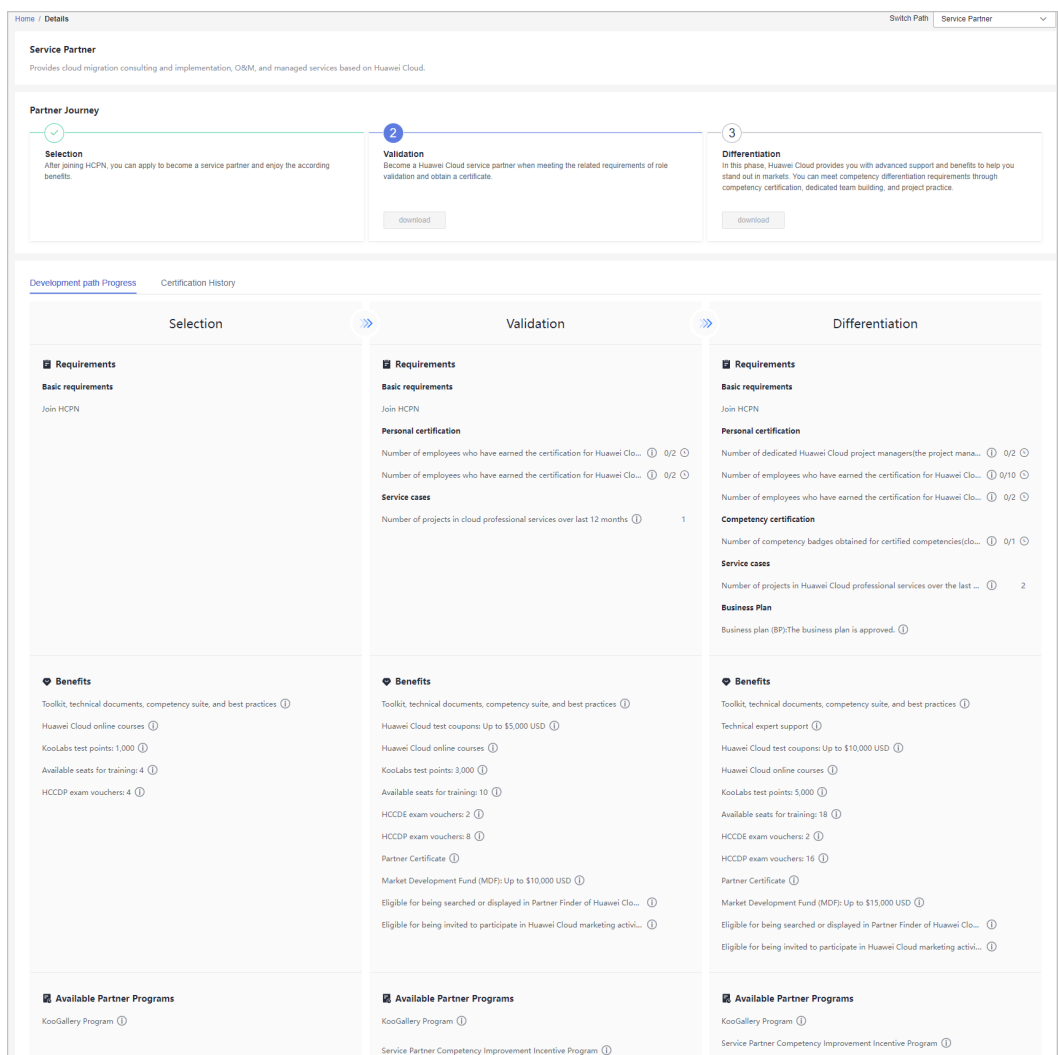 Home / Details
Switch Path Service Partner
Service Partner
Provides cloud migration consulting and implementation, O&M, and managed services based on Huawei Cloud.
Partner Journey
Selection
After joining HCPN, you can apply to become a service partner and enjoy the according
benefits.
2
Validation
Become a Huawei Cloud service partner when meeting the related requirements of role
validation and obtain a certificate.
download
3
Differentiation
In this phase, Huawei Cloud provides you with advanced support and benefits to help you
stand out in markets. You can meet competency differentiation requirements through
competency certification, dedicated team building, and project practice.
download
Development path Progress
Certification History
Selection
Requirements
Basic requirements
Join HCPN
Benefits
Toolkit, technical documents, competency suite, and best practices
Huawei Cloud online courses
KooLabs test points: 1,000
Available seats for training: 4
HCCDP exam vouchers: 4
Available Partner Programs
KooGallery Program
Validation
Requirements
Basic requirements
Join HCPN
Personal certification
Number of employees who have earned the certification for Huawei Clo... 0/2
Number of employees who have earned the certification for Huawei Clo... 0/2
Service cases
Number of projects in cloud professional services over last 12 months 1
Benefits
Toolkit, technical documents, competency suite, and best practices
Huawei Cloud test coupons: Up to $5,000 USD
Huawei Cloud online courses
KooLabs test points: 3,000
Available seats for training: 10
HCCDE exam vouchers: 2
HCCDP exam vouchers: 8
Partner Certificate
Market Development Fund (MDF): Up to $10,000 USD
Eligible for being searched or displayed in Partner Finder of Huawei Clo...
Eligible for being invited to participate in Huawei Cloud marketing activi...
Available Partner Programs
KooGallery Program
Service Partner Competency Improvement Incentive Program
Differentiation
Requirements
Basic requirements
Join HCPN
Personal certification
Number of dedicated Huawei Cloud project managers(the project mana... 0/2
Number of employees who have earned the certification for Huawei Clo... 0/10
Number of employees who have earned the certification for Huawei Clo... 0/2
Competency certification
Number of competency badges obtained for certified competencies(clo... 0/1
Service cases
Number of projects in Huawei Cloud professional services over the last ... 2
Business Plan
Business plan (BP):The business plan is approved.
Benefits
Toolkit, technical documents, competency suite, and best practices
Technical expert support
Huawei Cloud test coupons: Up to $10,000 USD
Huawei Cloud online courses
KooLabs test points: 5,000
Available seats for training: 18
HCCDE exam vouchers: 2
HCCDP exam vouchers: 16
Partner Certificate
Market Development Fund (MDF): Up to $15,000 USD
Eligible for being searched or displayed in Partner Finder of Huawei Clo...
Eligible for being invited to participate in Huawei Cloud marketing activi...
Available Partner Programs
KooGallery Program
Service Partner Competency Improvement Incentive Program